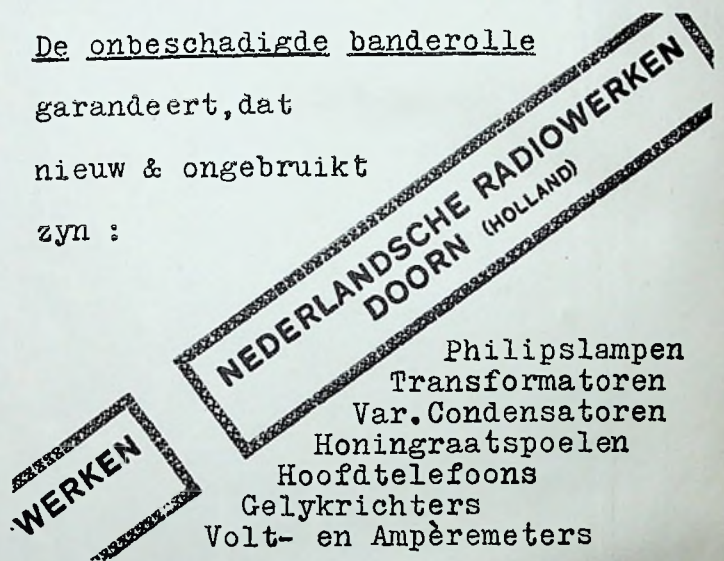 De onbeschadigde banderolle
garandeert,dat
nieuw & ongebruikt
zyn :
NEDERLANDSCHE RADIOWERKEN
DOORN (HOLLAND)
WERKEN
Philipslampen
Transformatoren
Var.Condensatoren
Honingraatspoelen
Hoofdtelefoons
Gelykrichters
Volt- en Ampèremeters